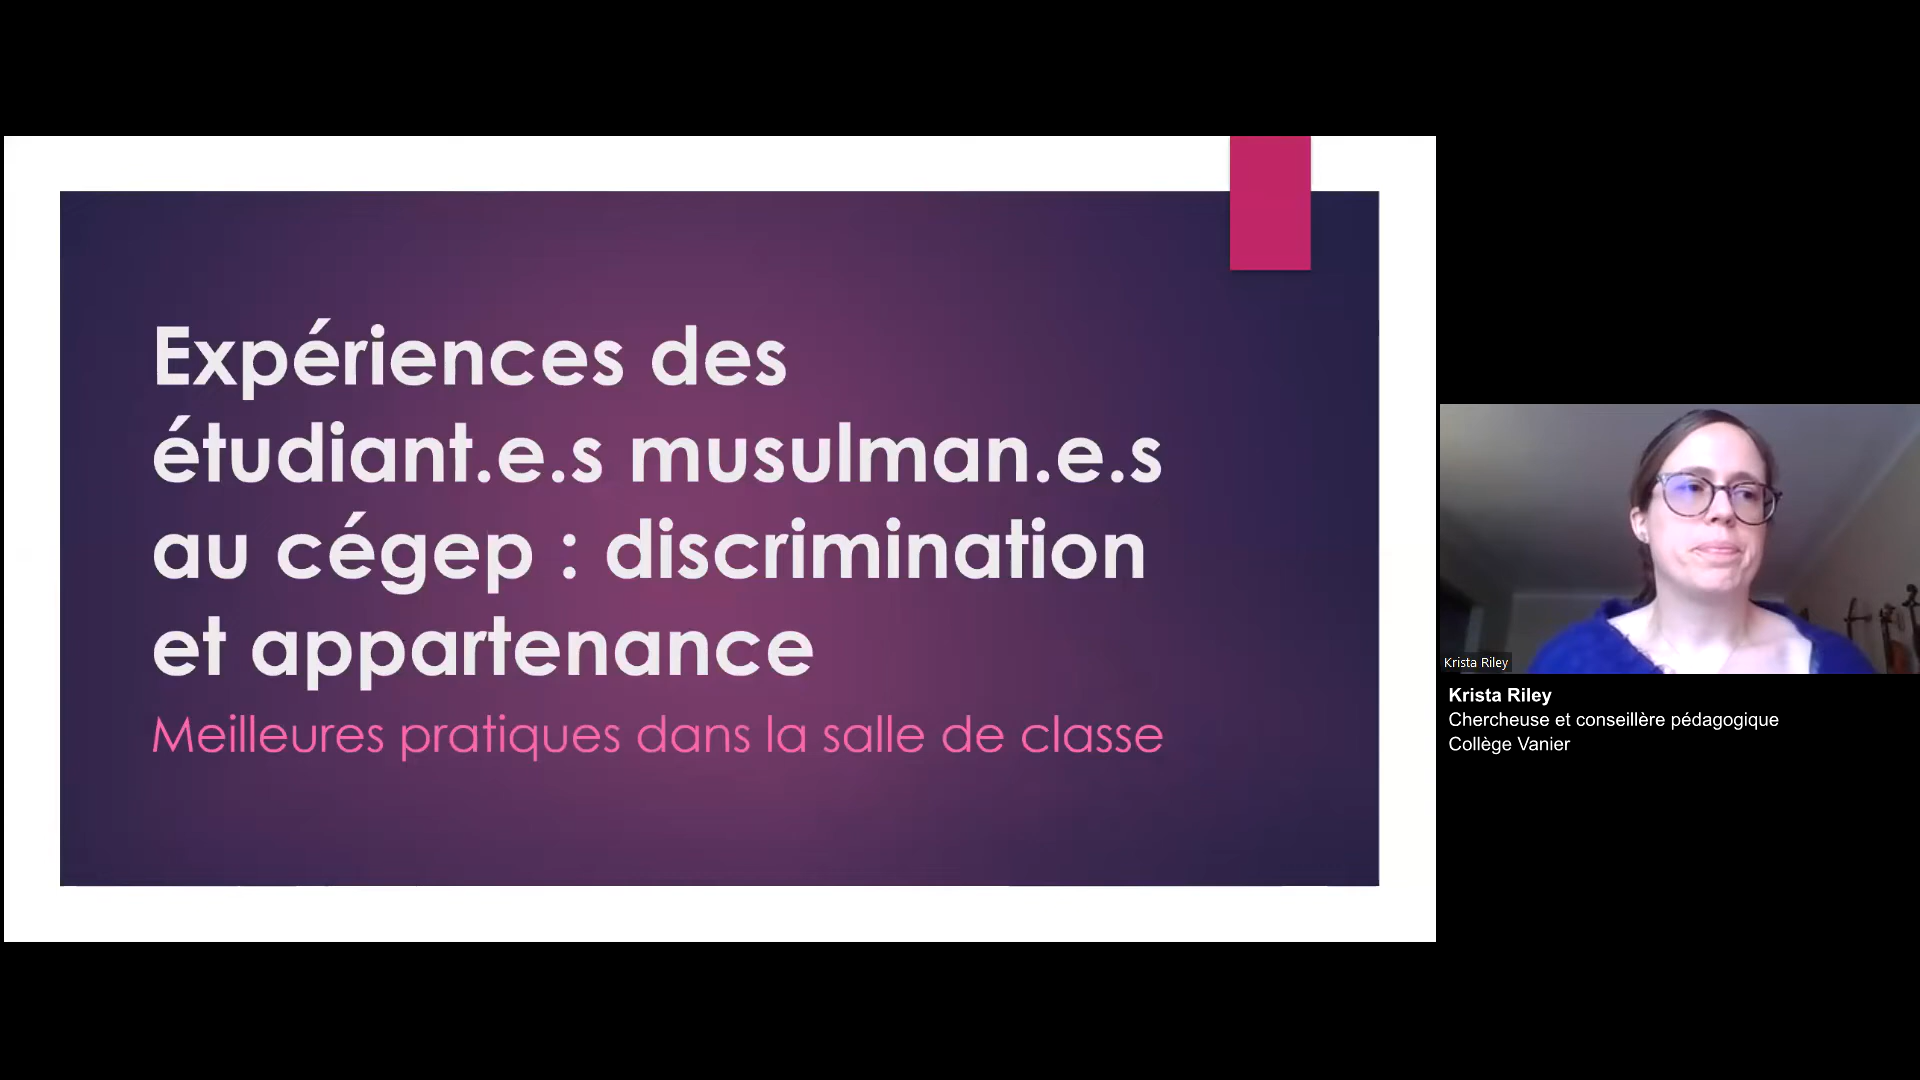 Expériences des
étudiant.e.s musulman.e.s
au cégep : discrimination
et appartenance
Meilleures pratiques dans la salle de classe
Krista Riley
Krista Riley
Chercheuse et conseillère pédagogique
Collège Vanier